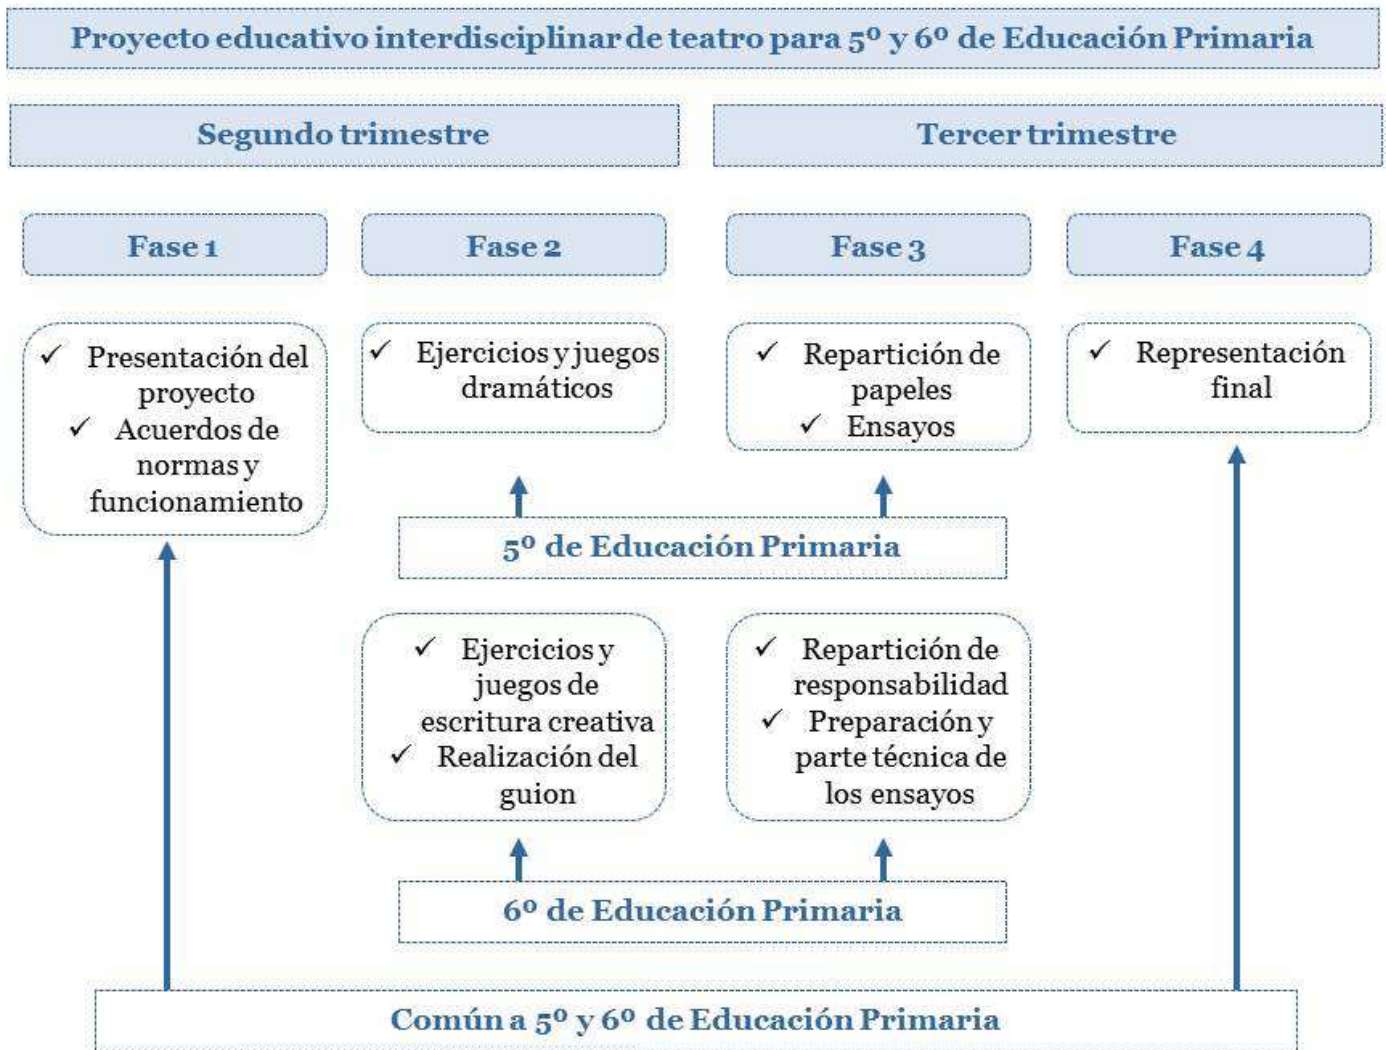 Proyecto educativo interdisciplinar de teatro para 5º y 6º de Educación Primaria
Segundo trimestre
Tercer trimestre
Fase 1
Fase 2
Fase 3
Fase 4
✓ Presentación del
proyecto
✓ Acuerdos de
normas y
funcionamiento
✓ Ejercicios y juegos
dramáticos
✓ Repartición de
papeles
✓ Ensayos
✓ Representación
final
5º de Educación Primaria
✓ Ejercicios y
juegos de
escritura creativa
✓ Realización del
guion
✓ Repartición de
responsabilidad
✓ Preparación y
parte técnica de
los ensayos
6º de Educación Primaria
Común a 5º y 6º de Educación Primaria